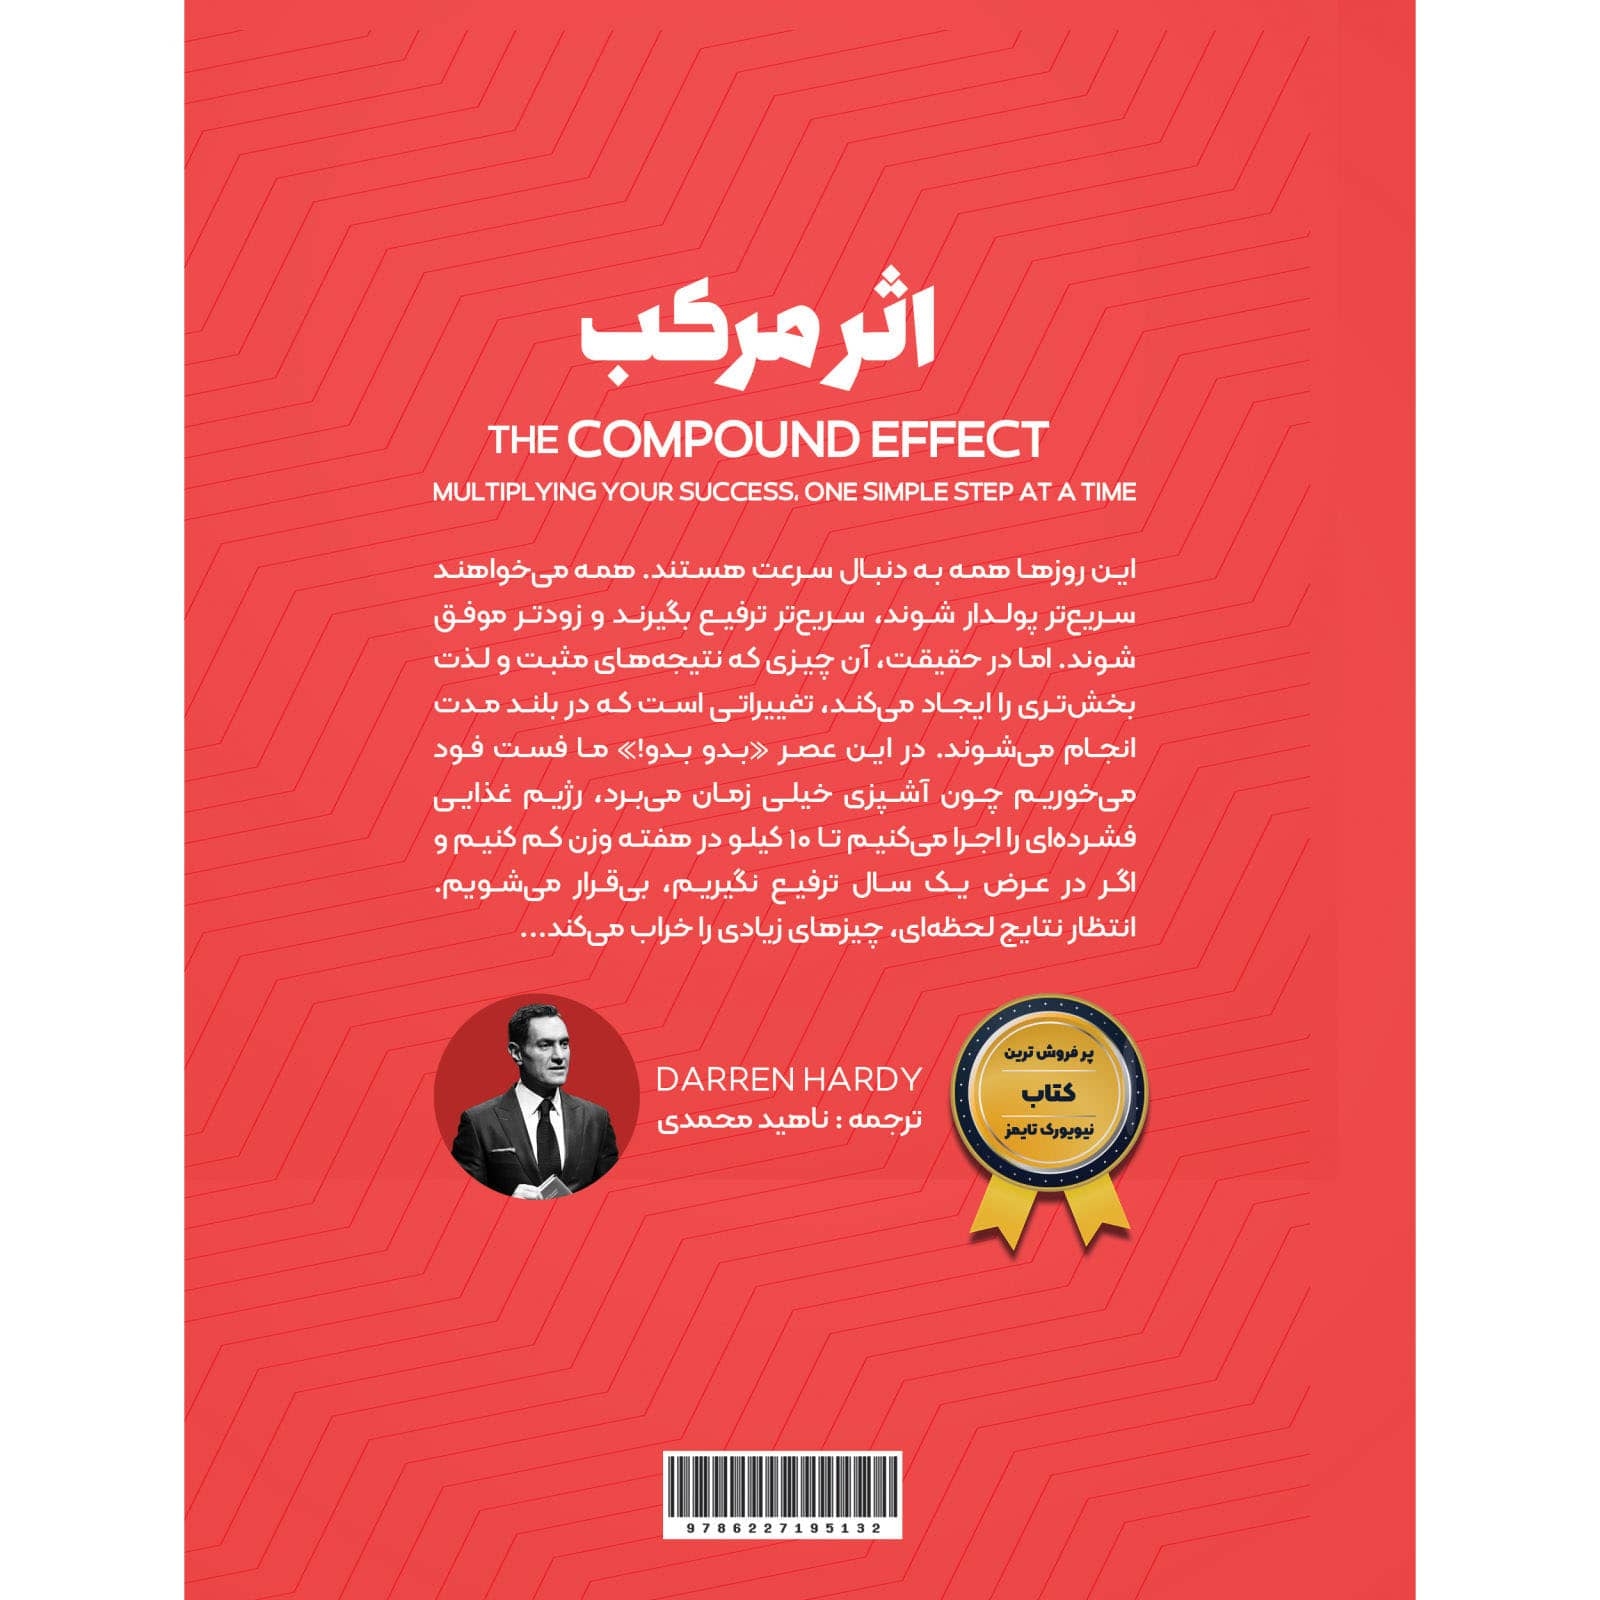 اثر مرکب
THE COMPOUND EFFECT
MULTIPLYING YOUR SUCCESS, ONE SIMPLE STEP AT A TIME
این روزها همه به دنبال سرعت هستند. همه می‌خواهند
سریع‌تر پولدار شوند، سریع‌تر ترفیع بگیرند و زودتر موفق
شوند. اما در حقیقت، آن چیزی که نتیجه‌های مثبت و لذت
بخش‌تری را ایجاد می‌کند، تغییراتی است که در بلند مدت
انجام می‌شوند. در این عصر «بدو بدو!» ما فست فود
می‌خوریم چون آشپزی خیلی زمان می‌برد، رژیم غذایی
فشرده‌ای را اجرا می‌کنیم تا ۱۰ کیلو در هفته وزن کم کنیم و
اگر در عرض یک سال ترفیع نگیریم، بی‌قرار می‌شویم.
انتظار نتایج لحظه‌ای، چیزهای زیادی را خراب می‌کند...
پر فروش ترین
کتاب
نیویورک تایمز
DARREN HARDY
ترجمه : ناهید محمدی
9786227195132